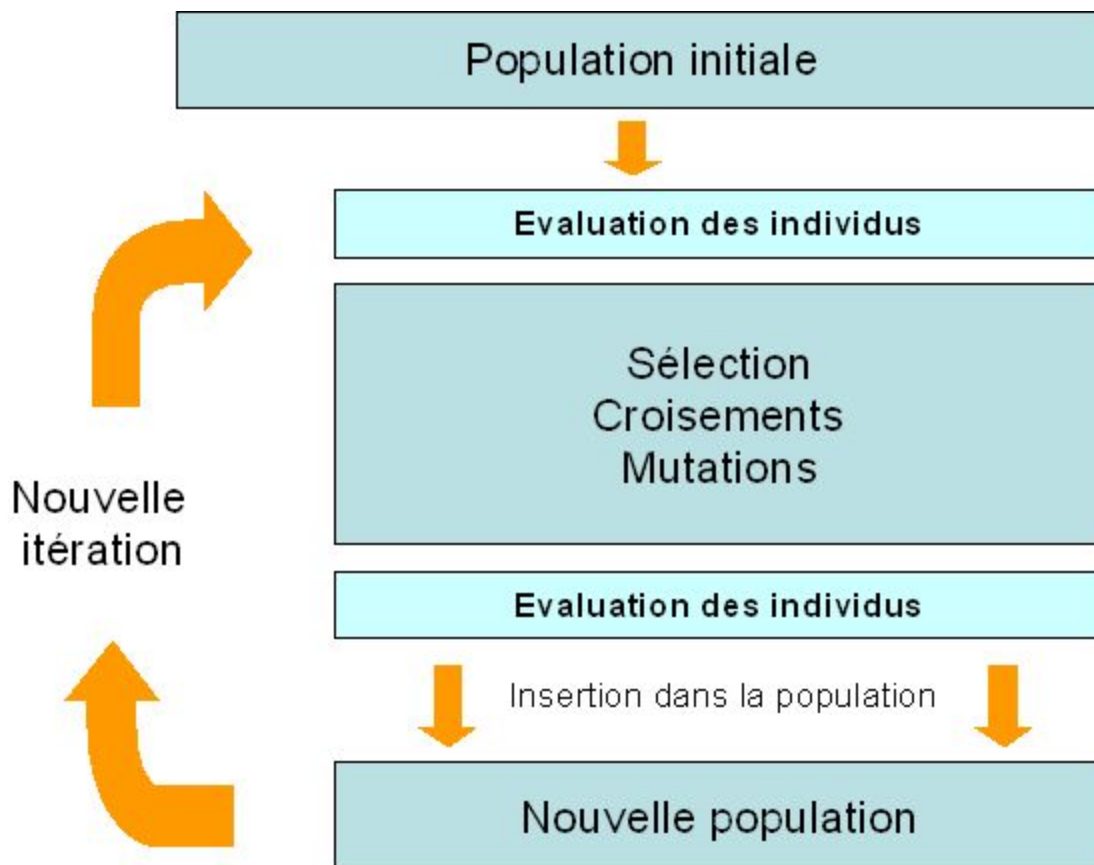 Population initiale
Evaluation des individus
Sélection
Croisements
Mutations
Nouvelle
itération
Evaluation des individus
Insertion dans la population
Nouvelle population